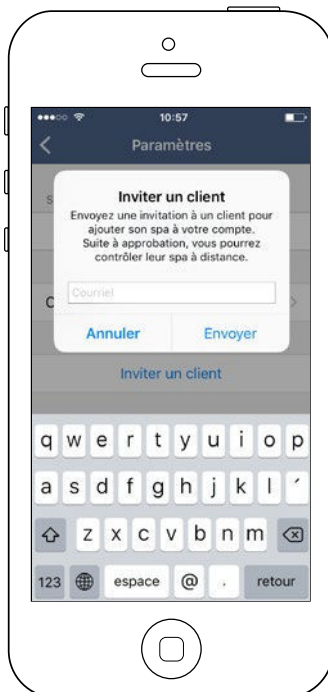 10:57
Paramètres
S
Inviter un client
Envoyez une invitation à un client pour
ajouter son spa à votre compte.
Suite à approbation, vous pourrez
contrôler leur spa à distance.
C
Courriel
Annuler Envoyer
Inviter un client
q w e r t y u i o p
a s d f g h j k l ´
z x c v b n m
123 espace @ . retour